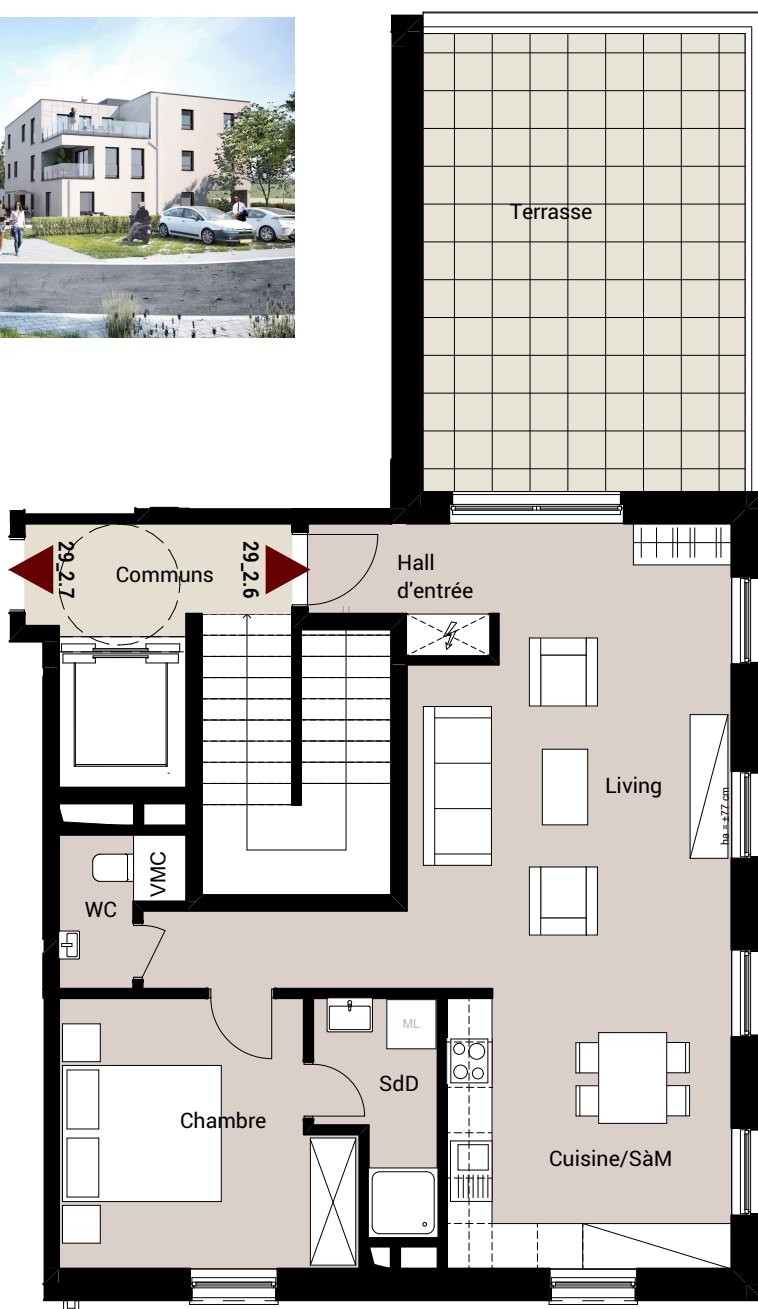 Terrasse
29_2.7
Communs
29_2.6
Hall
d'entrée
Living
ha = ±77 cm
VMC
WC
ML
SdD
Chambre
Cuisine/SàM